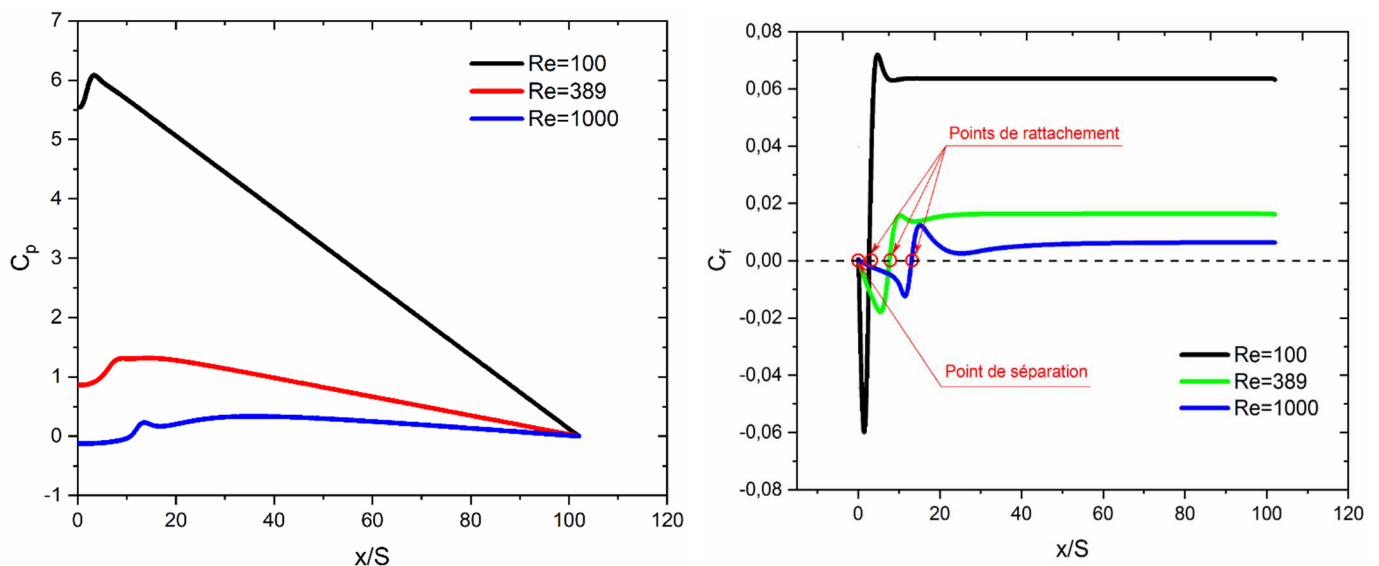 7
6
5
4
3
2
1
0
-1
C_p
0
20
40
60
80
100
120
x/S
Re=100
Re=389
Re=1000
0,08
0,06
0,04
0,02
0,00
-0,02
-0,04
-0,06
-0,08
C_f
0
20
40
60
80
100
120
x/S
Points de rattachement
Point de séparation
Re=100
Re=389
Re=1000